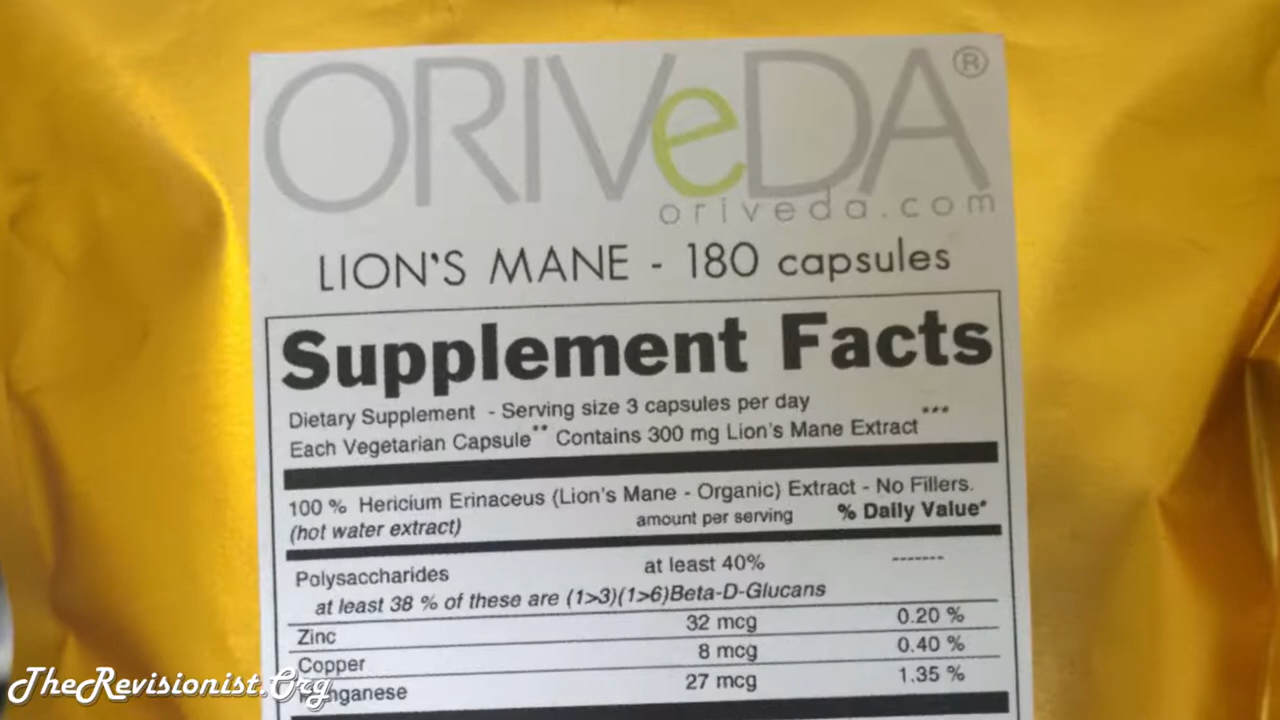 ORIVeDA®
oriveda.com
LION'S MANE - 180 capsules
Supplement Facts
Dietary Supplement - Serving size 3 capsules per day
Each Vegetarian Capsule** Contains 300 mg Lion's Mane Extract***
100 % Hericium Erinaceus (Lion's Mane - Organic) Extract - No Fillers.
(hot water extract) amount per serving % Daily Value*
Polysaccharides at least 40% -------
at least 38 % of these are (1>3)(1>6)Beta-D-Glucans
Zinc 32 mcg 0.20 %
Copper 8 mcg 0.40 %
Manganese 27 mcg 1.35 %
TheRevisionist.Org